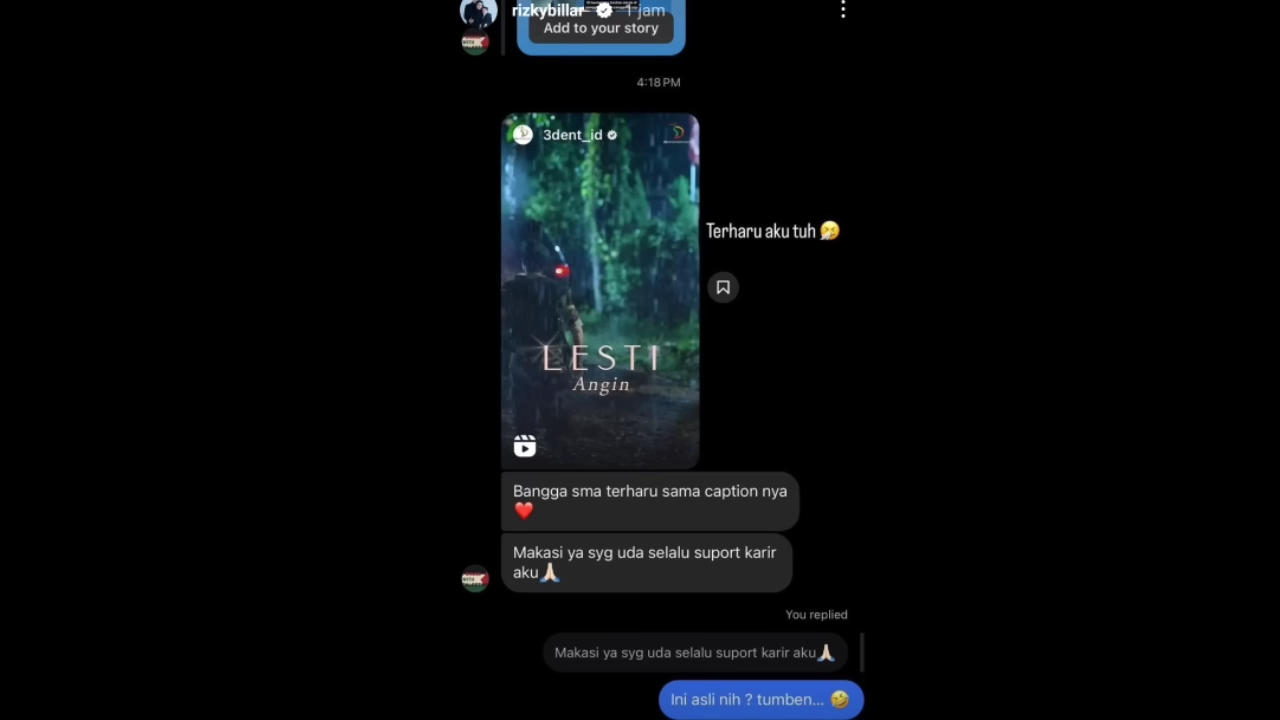 rizkybillar 1 jam
Add to your story
4:18 PM
3dent_id
Terharu aku tuh 🤧
LESTI
Angin
Bangga sma terharu sama caption nya
❤️
Makasi ya syg uda selalu suport karir
aku🙏🏻
You replied
Makasi ya syg uda selalu suport karir aku🙏🏻
Ini asli nih ? tumben... 🤣